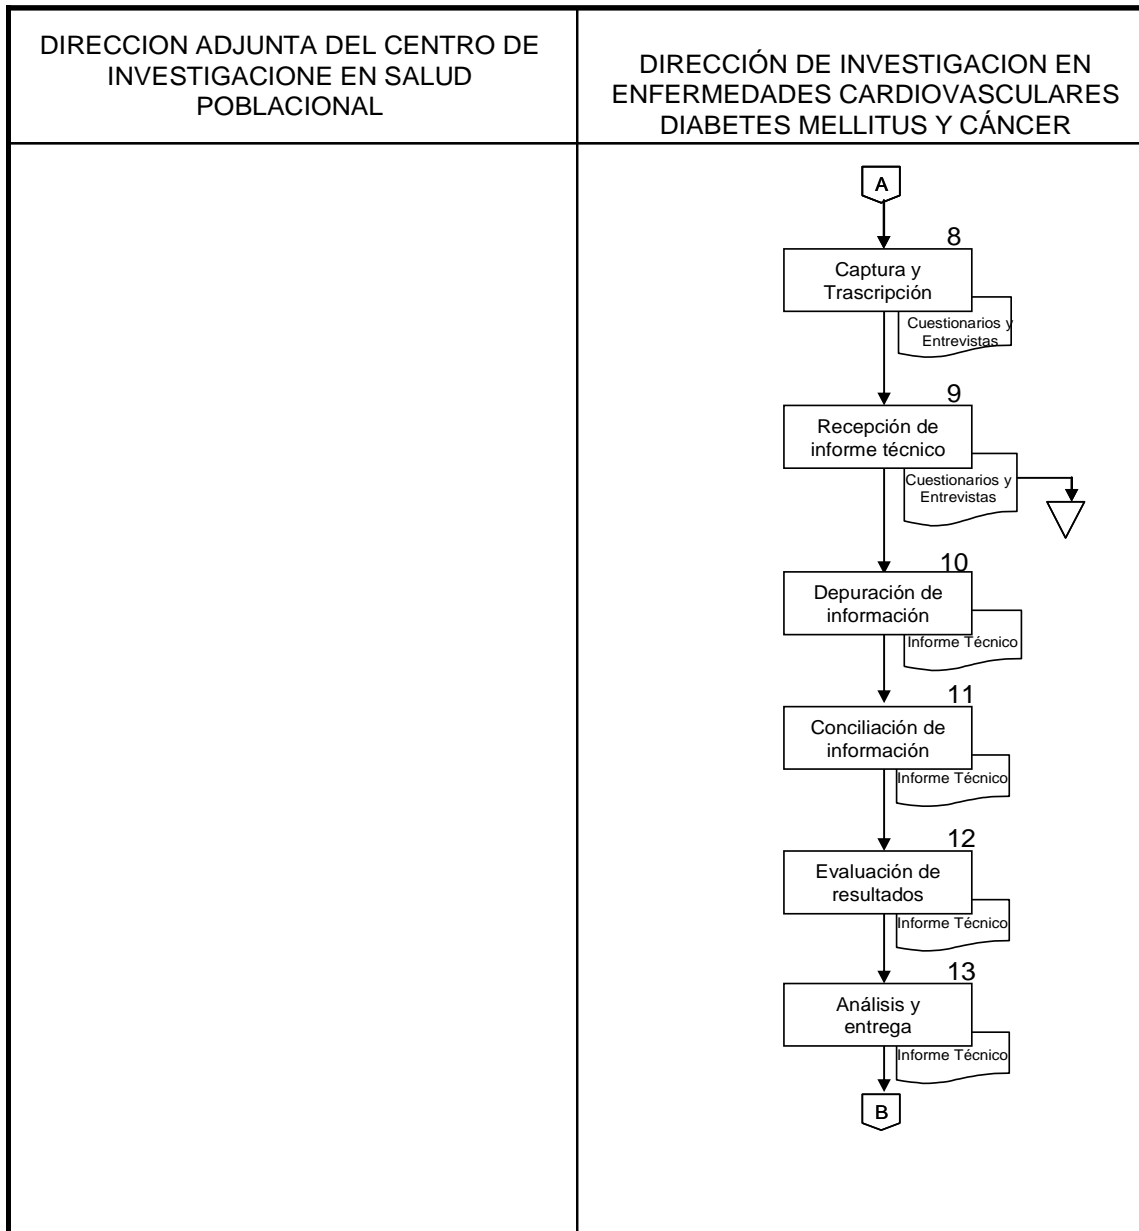 DIRECCION ADJUNTA DEL CENTRO DE
INVESTIGACIONE EN SALUD
POBLACIONAL
DIRECCIÓN DE INVESTIGACION EN
ENFERMEDADES CARDIOVASCULARES
DIABETES MELLITUS Y CÁNCER
A
8
Captura y
Trascripción
Cuestionarios y
Entrevistas
9
Recepción de
informe técnico
Cuestionarios y
Entrevistas
10
Depuración de
información
Informe Técnico
11
Conciliación de
información
Informe Técnico
12
Evaluación de
resultados
Informe Técnico
13
Análisis y
entrega
Informe Técnico
B